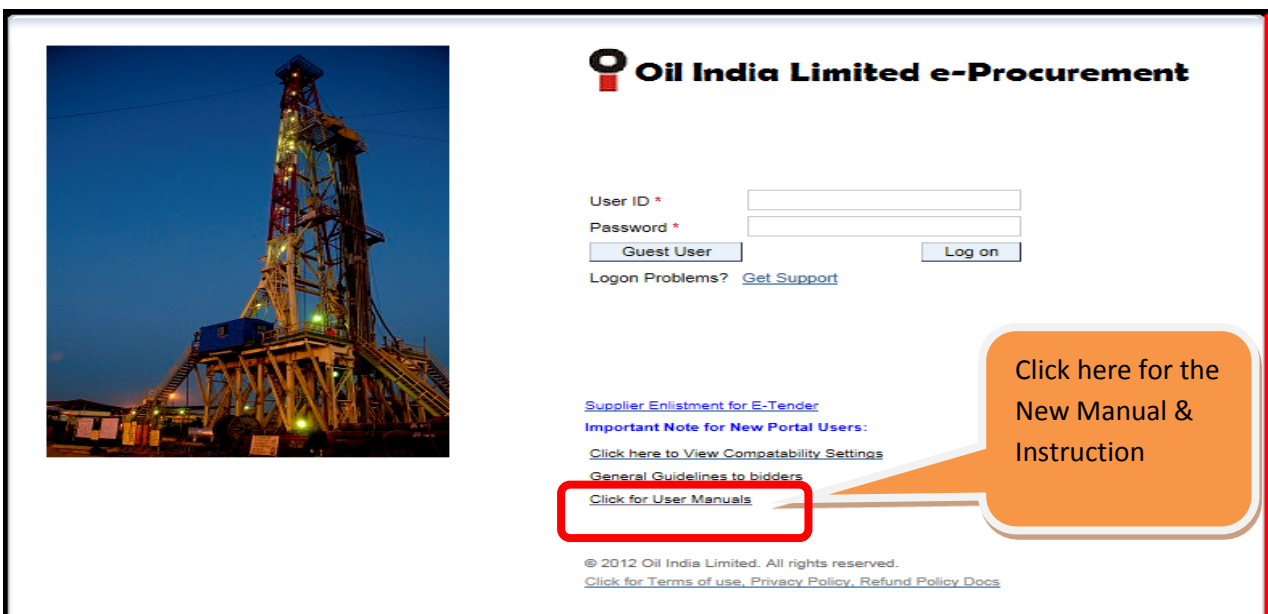 Oil India Limited e-Procurement
User ID *
Password *
Guest User Log on
Logon Problems? Get Support
Click here for the
New Manual &
Instruction
Supplier Enlistment for E-Tender
Important Note for New Portal Users:
Click here to View Compatability Settings
General Guidelines to bidders
Click for User Manuals
© 2012 Oil India Limited. All rights reserved.
Click for Terms of use, Privacy Policy, Refund Policy Docs